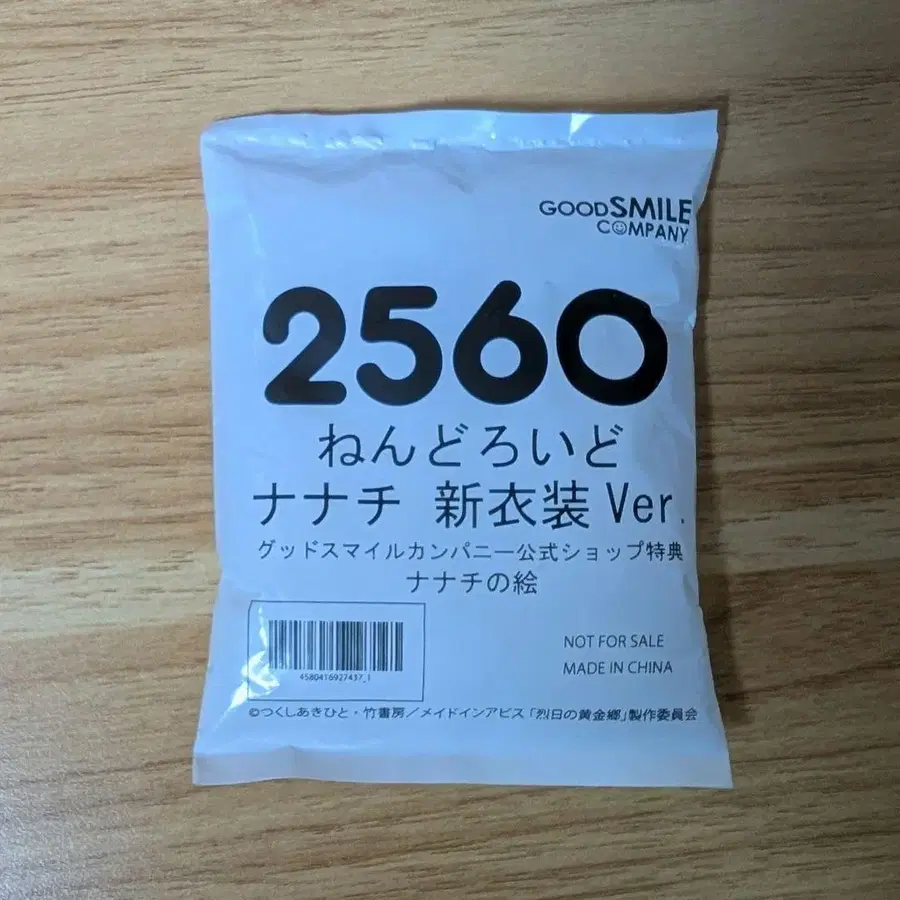 GOODSMILE
COMPANY
2560
ねんどろいど
ナナチ 新衣装 Ver.
グッドスマイルカンパニー公式ショップ特典
ナナチの絵
NOT FOR SALE
MADE IN CHINA
4580416927437_1
©つくしあきひと・竹書房／メイドインアビス「烈日の黄金郷」製作委員会